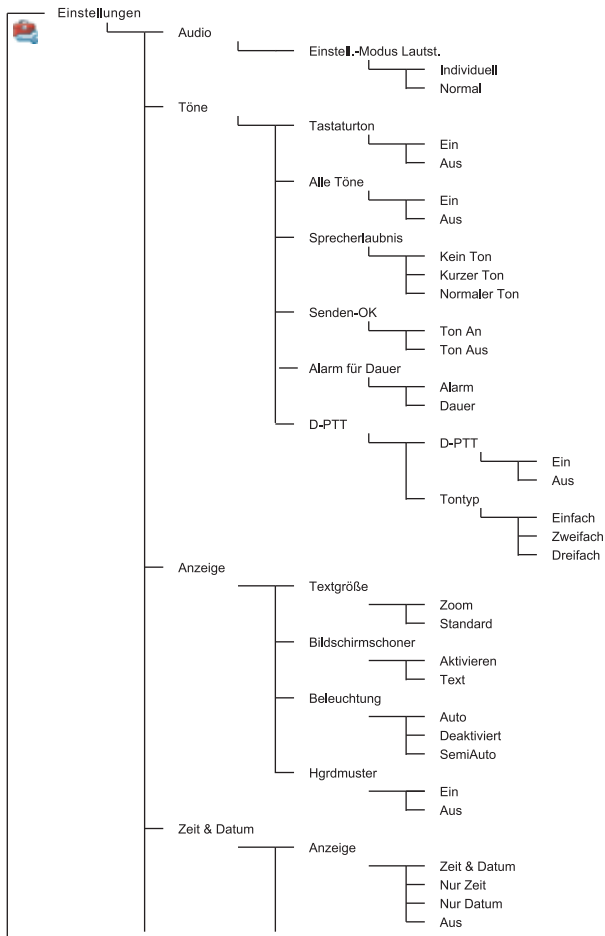 Einstellungen
Audio
Einstell.-Modus Lautst.
Individuell
Normal
Töne
Tastaturton
Ein
Aus
Alle Töne
Ein
Aus
Sprecherlaubnis
Kein Ton
Kurzer Ton
Normaler Ton
Senden-OK
Ton An
Ton Aus
Alarm für Dauer
Alarm
Dauer
D-PTT
D-PTT
Ein
Aus
Tontyp
Einfach
Zweifach
Dreifach
Anzeige
Textgröße
Zoom
Standard
Bildschirmschoner
Aktivieren
Text
Beleuchtung
Auto
Deaktiviert
SemiAuto
Hgrdmuster
Ein
Aus
Zeit & Datum
Anzeige
Zeit & Datum
Nur Zeit
Nur Datum
Aus